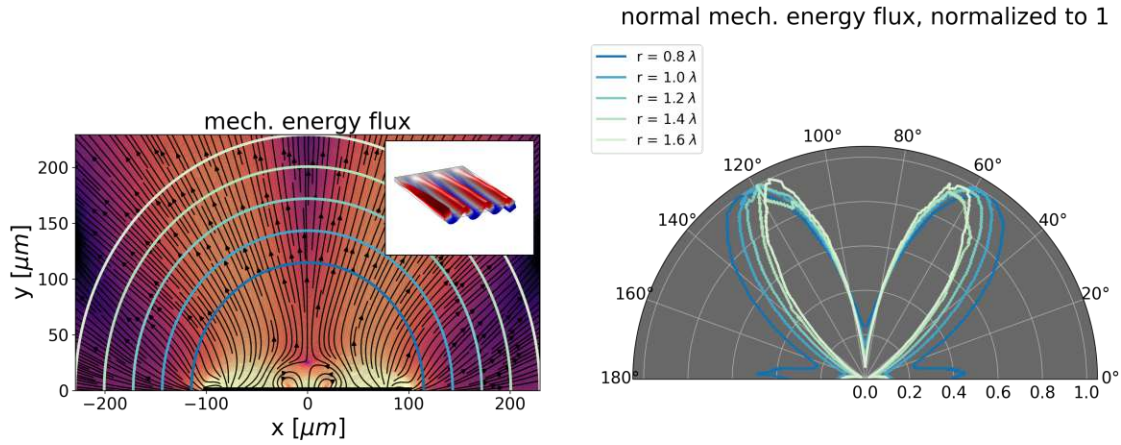 mech. energy flux
y [μm]
200
150
100
50
0
−200
−100
0
100
200
x [μm]
normal mech. energy flux, normalized to 1
r = 0.8 λ
r = 1.0 λ
r = 1.2 λ
r = 1.4 λ
r = 1.6 λ
100°
80°
120°
60°
140°
40°
160°
20°
180°
0°
0.0
0.2
0.4
0.6
0.8
1.0